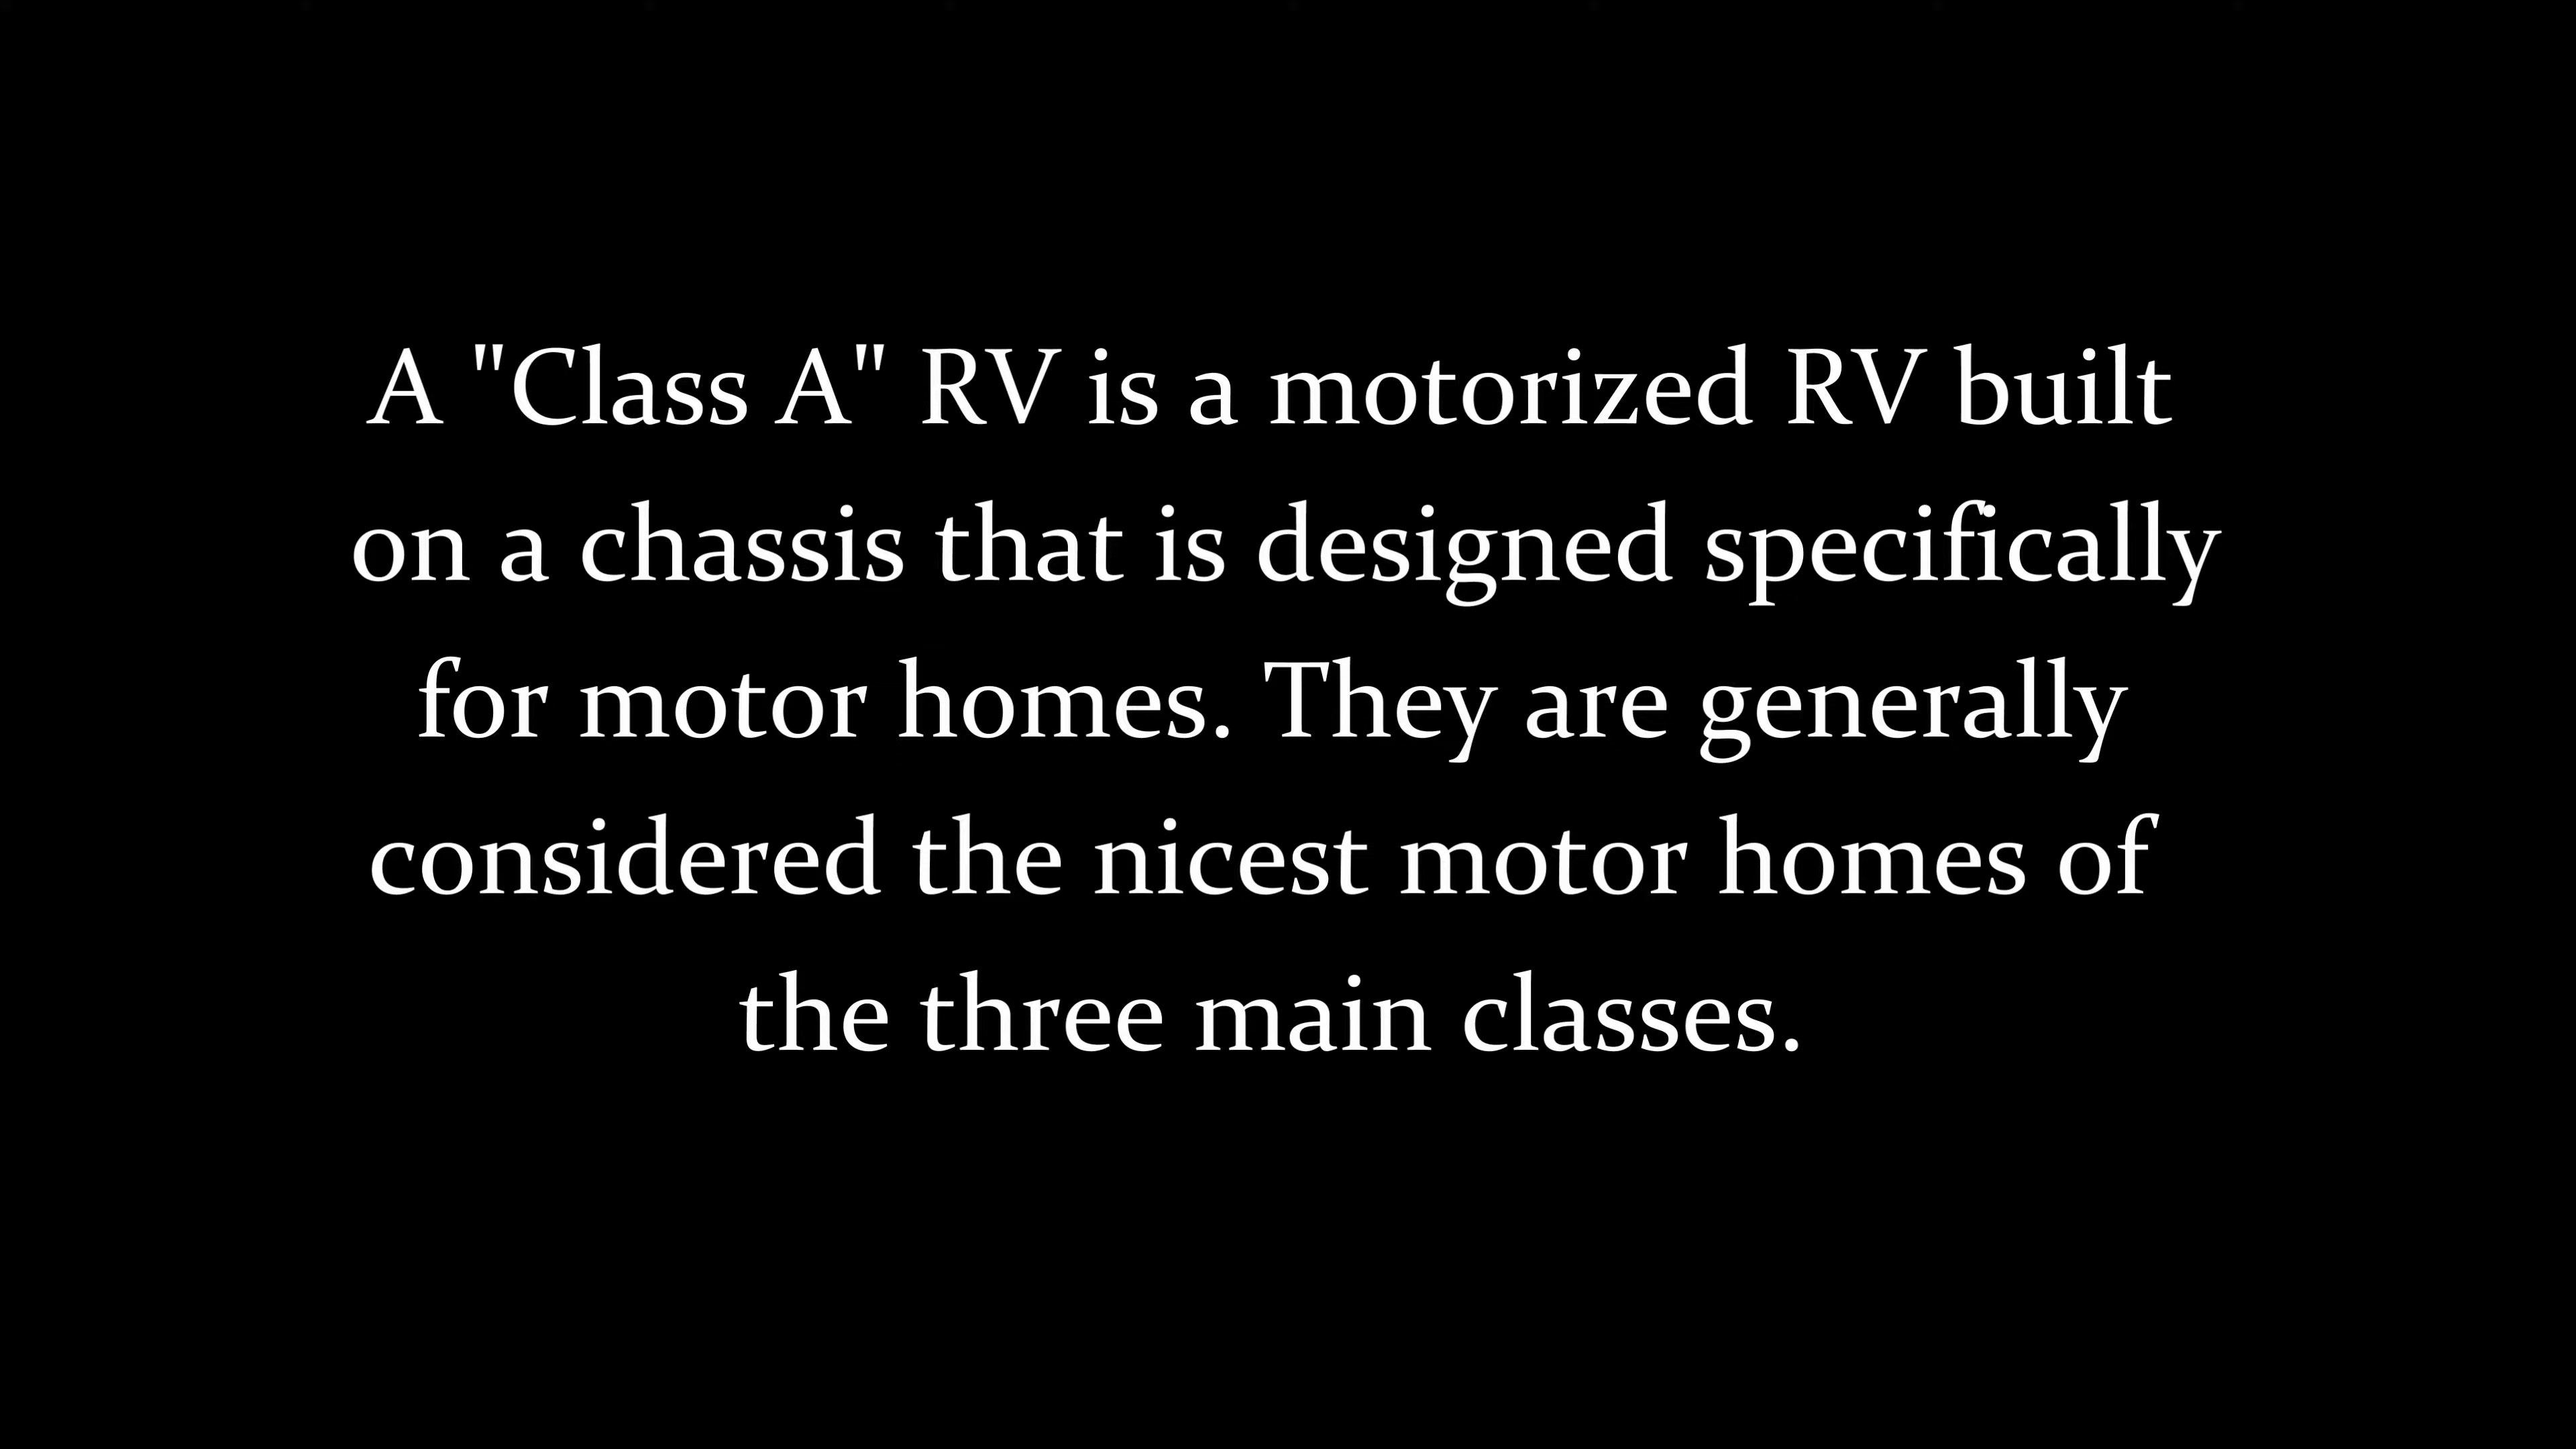 A "Class A" RV is a motorized RV built
on a chassis that is designed specifically
for motor homes. They are generally
considered the nicest motor homes of
the three main classes.